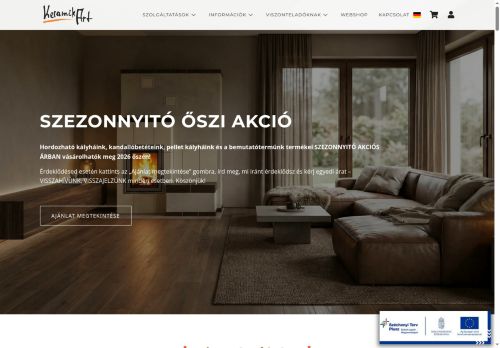 KeramikArt
SZOLGÁLTATÁSOK INFORMÁCIÓK VISZONTELADÓKNAK WEBSHOP KAPCSOLAT
SZEZONNYITÓ ŐSZI AKCIÓ
Hordozható kályháink, kandallóbetéteink, pellet kályháink és a bemutatótermünk termékei SZEZONNYITÓ AKCIÓS
ÁRBAN vásárolhatók meg 2026 őszén!
Érdeklődésed esetén kattints az „Ajánlat megtekintése” gombra, írd meg, mi iránt érdeklődsz és kérj egyedi árat –
VISSZAHÍVUNK, VISSZAJELZÜNK minden esetben. Köszönjük!
AJÁNLAT MEGTEKINTÉSE
Széchenyi Terv
Plusz